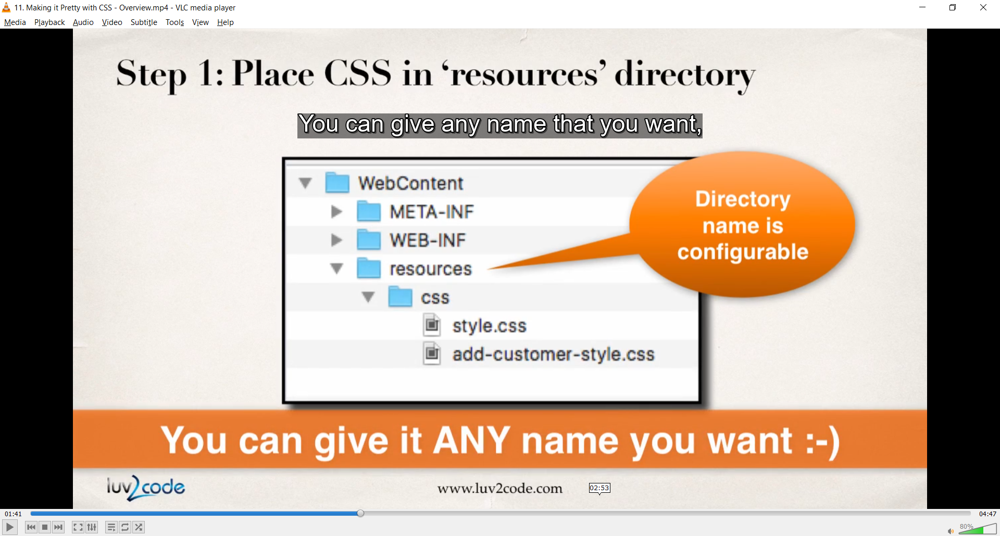 11. Making it Pretty with CSS - Overview.mp4 - VLC media player
Media Playback Audio Video Subtitle Tools View Help
Step 1: Place CSS in ‘resources’ directory
You can give any name that you want,
WebContent
META-INF
WEB-INF
resources
css
style.css
add-customer-style.css
Directory
name is
configurable
You can give it ANY name you want :-)
luv2code
www.luv2code.com
02:53
01:41
04:47
80%